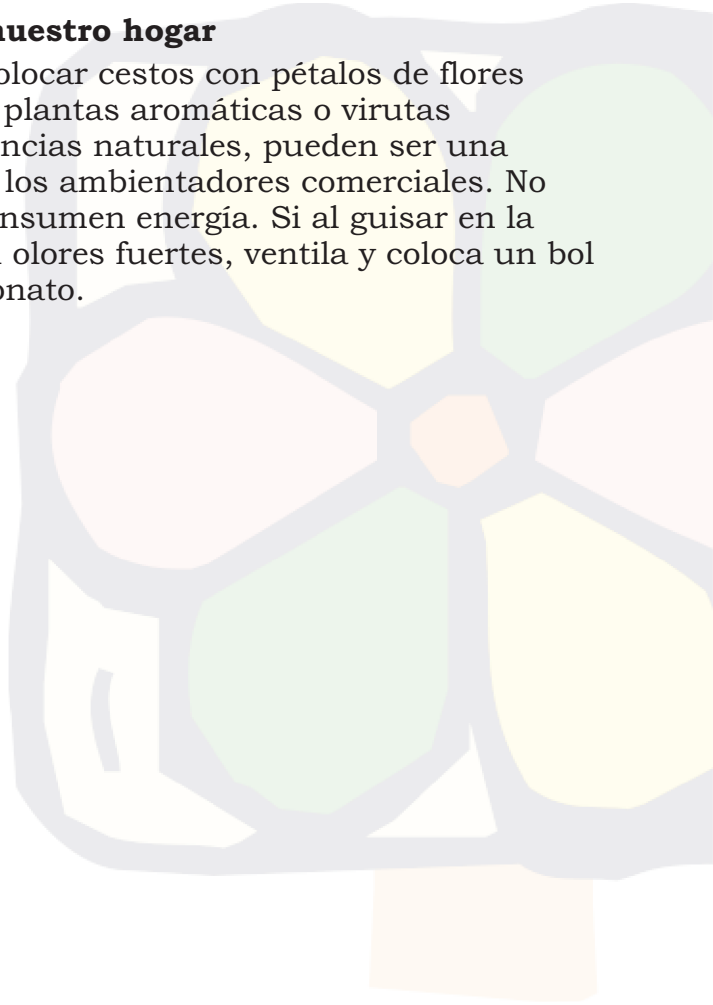 nuestro hogar
olocar cestos con pétalos de flores
plantas aromáticas o virutas
ncias naturales, pueden ser una
los ambientadores comerciales. No
nsumen energía. Si al guisar en la
olores fuertes, ventila y coloca un bol
onato.